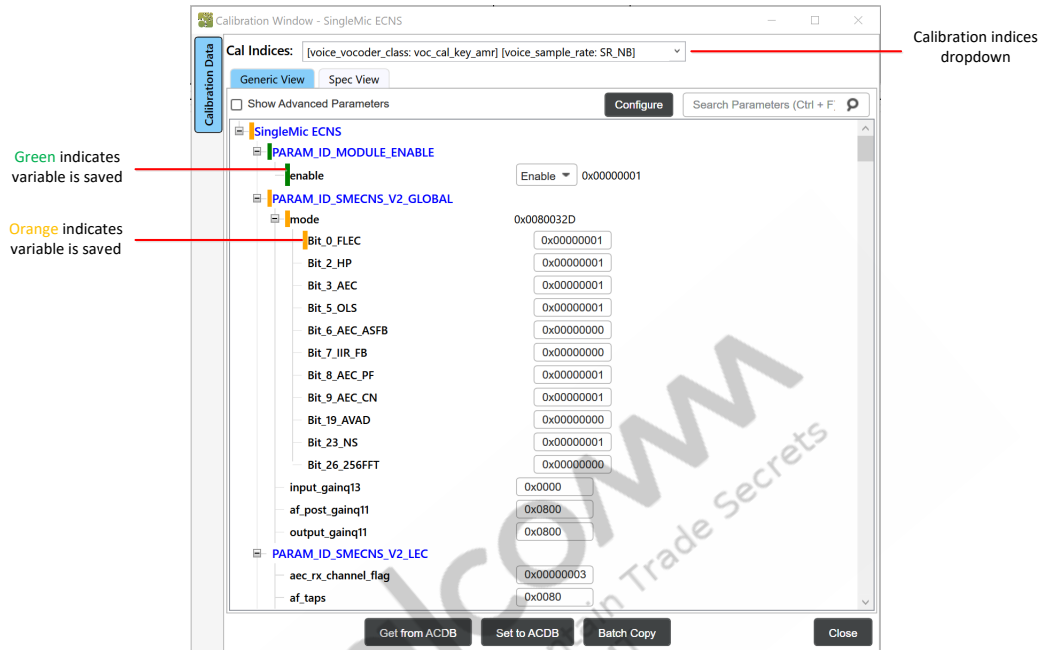 Calibration Window - SingleMic ECNS
Calibration Data
Cal Indices: [voice_vocoder_class: voc_cal_key_amr] [voice_sample_rate: SR_NB]
Calibration indices
dropdown
Generic View Spec View
Show Advanced Parameters Configure Search Parameters (Ctrl + F)
SingleMic ECNS
PARAM_ID_MODULE_ENABLE
Green indicates
variable is saved
enable Enable 0x00000001
PARAM_ID_SMECNS_V2_GLOBAL
mode 0x0080032D
Orange indicates
variable is saved
Bit_0_FLEC 0x00000001
Bit_2_HP 0x00000001
Bit_3_AEC 0x00000001
Bit_5_OLS 0x00000001
Bit_6_AEC_ASFB 0x00000000
Bit_7_IIR_FB 0x00000000
Bit_8_AEC_PF 0x00000001
Bit_9_AEC_CN 0x00000001
Bit_19_AVAD 0x00000000
Bit_23_NS 0x00000001
Bit_26_256FFT 0x00000000
input_gainq13 0x0000
af_post_gainq11 0x0800
output_gainq11 0x0800
PARAM_ID_SMECNS_V2_LEC
aec_rx_channel_flag 0x00000003
af_taps 0x0080
Get from ACDB Set to ACDB Batch Copy Close
Trade Secrets